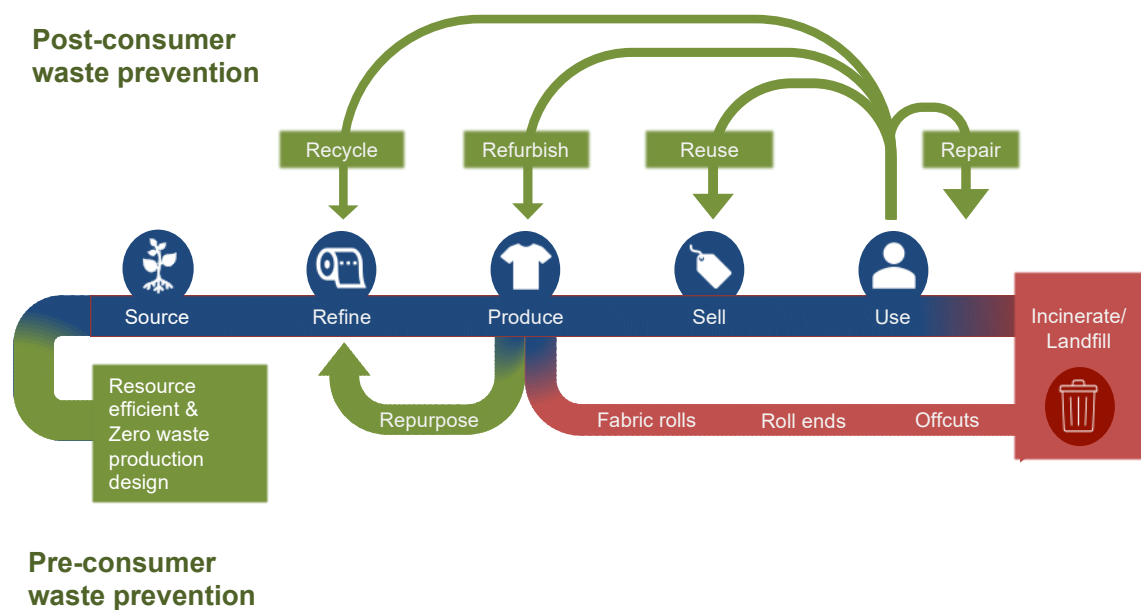 Post-consumer
waste prevention
Recycle
Refurbish
Reuse
Repair
Source
Refine
Produce
Sell
Use
Incinerate/
Landfill
Resource
efficient &
Zero waste
production
design
Repurpose
Fabric rolls
Roll ends
Offcuts
Pre-consumer
waste prevention